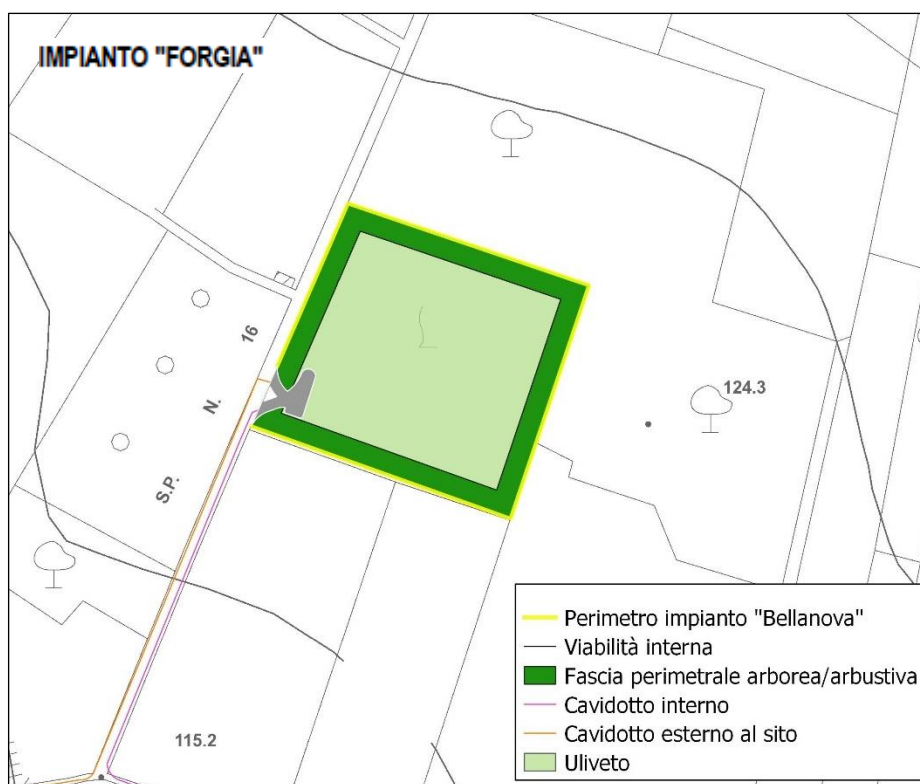 IMPIANTO "FORGIA"
S.P. N. 16
124.3
115.2
Perimetro impianto "Bellanova"
Viabilità interna
Fascia perimetrale arborea/arbustiva
Cavidotto interno
Cavidotto esterno al sito
Uliveto